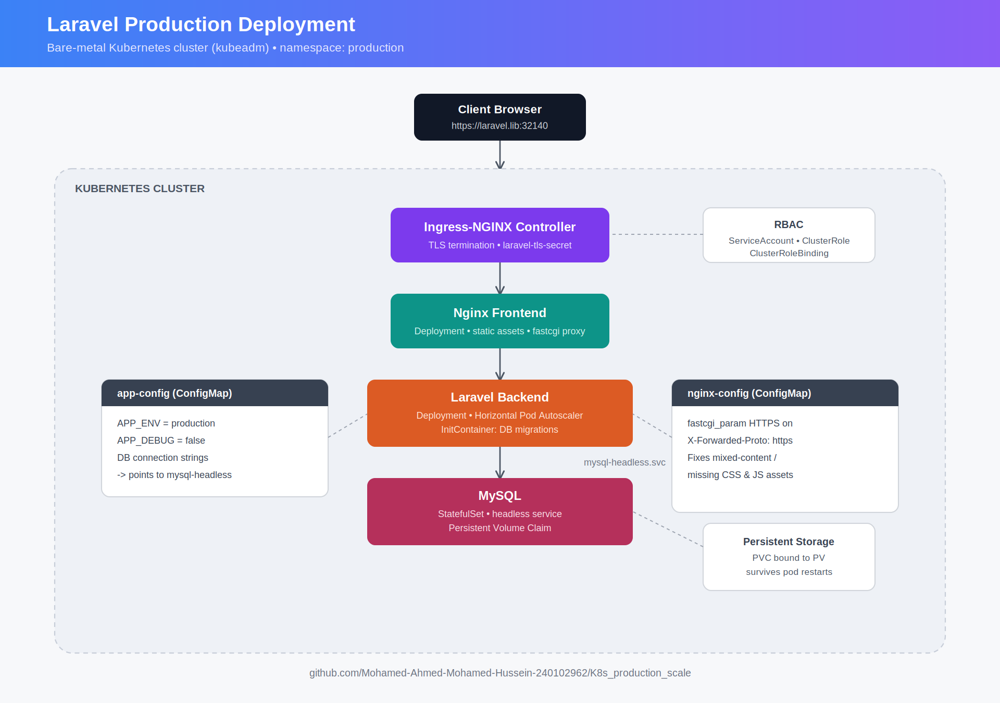 Laravel Production Deployment
Bare-metal Kubernetes cluster (kubeadm) • namespace: production
Client Browser
https://laravel.lib:32140
KUBERNETES CLUSTER
Ingress-NGINX Controller
TLS termination • laravel-tls-secret
RBAC
ServiceAccount • ClusterRole
ClusterRoleBinding
Nginx Frontend
Deployment • static assets • fastcgi proxy
app-config (ConfigMap)
APP_ENV = production
APP_DEBUG = false
DB connection strings
-> points to mysql-headless
Laravel Backend
Deployment • Horizontal Pod Autoscaler
InitContainer: DB migrations
nginx-config (ConfigMap)
fastcgi_param HTTPS on
X-Forwarded-Proto: https
Fixes mixed-content /
missing CSS & JS assets
mysql-headless.svc
MySQL
StatefulSet • headless service
Persistent Volume Claim
Persistent Storage
PVC bound to PV
survives pod restarts
github.com/Mohamed-Ahmed-Mohamed-Hussein-240102962/K8s_production_scale